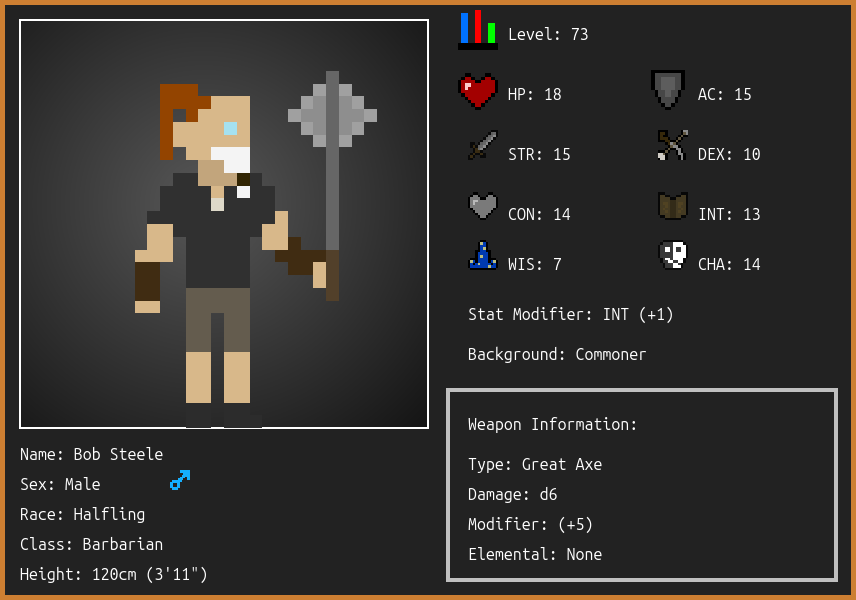 Level: 73
HP: 18
AC: 15
STR: 15
DEX: 10
CON: 14
INT: 13
WIS: 7
CHA: 14
Stat Modifier: INT (+1)
Background: Commoner
Weapon Information:
Type: Great Axe
Damage: d6
Modifier: (+5)
Elemental: None
Name: Bob Steele
Sex: Male
Race: Halfling
Class: Barbarian
Height: 120cm (3'11")